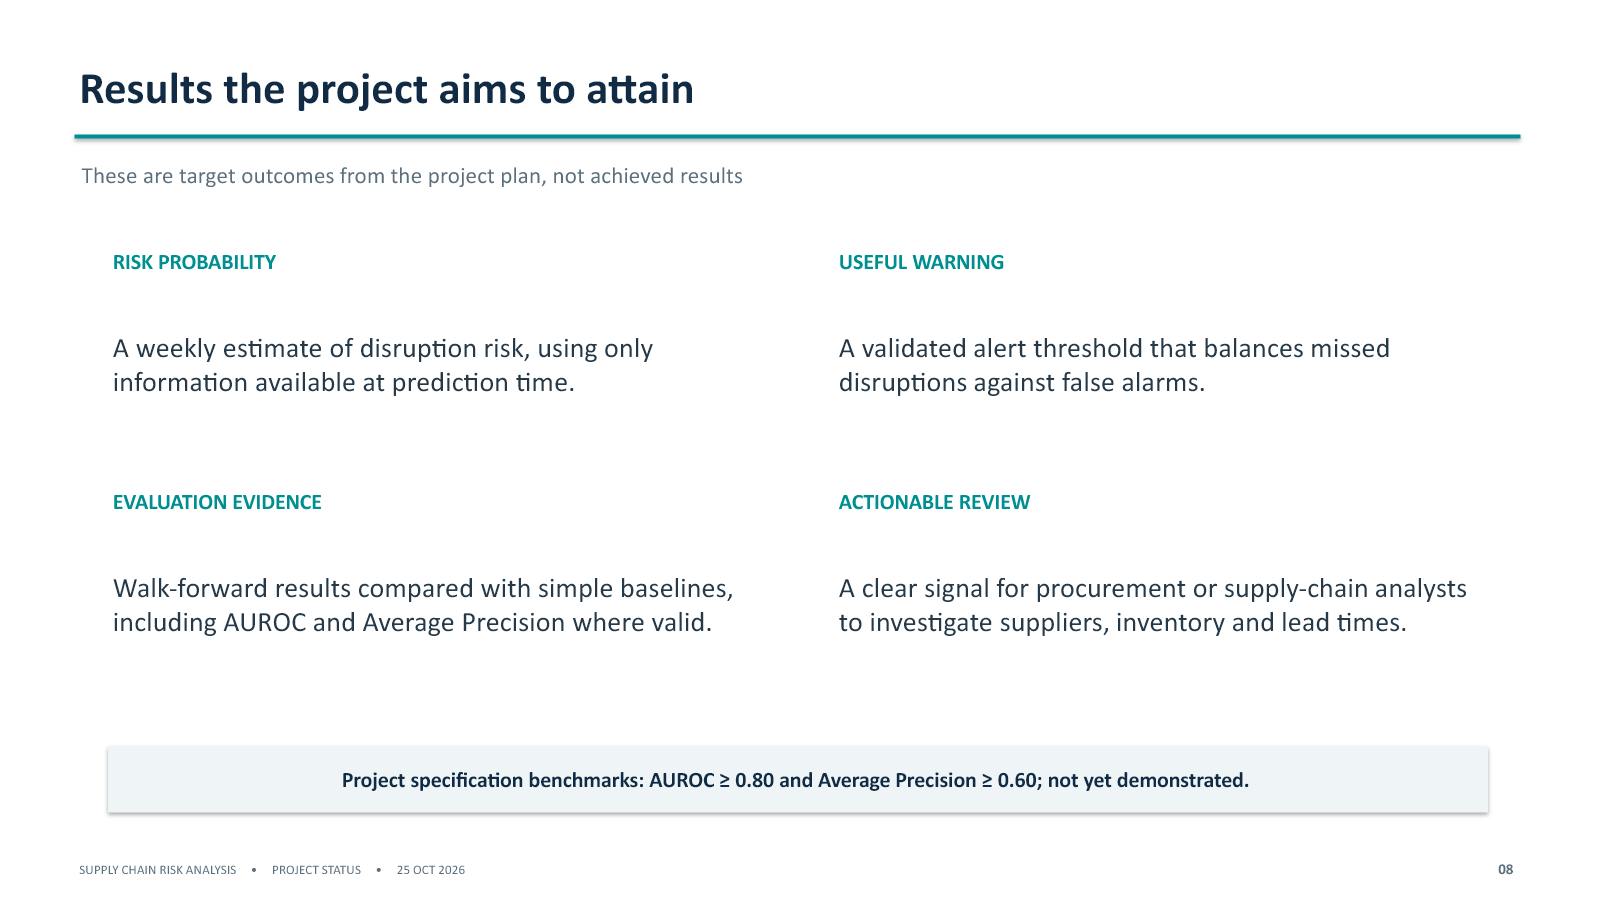 Results the project aims to attain
These are target outcomes from the project plan, not achieved results
RISK PROBABILITY
A weekly estimate of disruption risk, using only
information available at prediction time.
USEFUL WARNING
A validated alert threshold that balances missed
disruptions against false alarms.
EVALUATION EVIDENCE
Walk-forward results compared with simple baselines,
including AUROC and Average Precision where valid.
ACTIONABLE REVIEW
A clear signal for procurement or supply-chain analysts
to investigate suppliers, inventory and lead times.
Project specification benchmarks: AUROC ≥ 0.80 and Average Precision ≥ 0.60; not yet demonstrated.
SUPPLY CHAIN RISK ANALYSIS • PROJECT STATUS • 25 OCT 2026
08